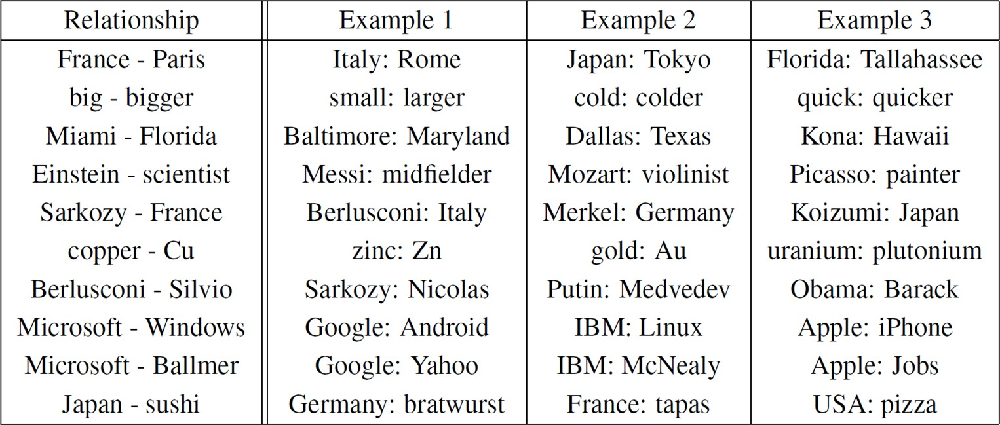 Relationship Example 1 Example 2 Example 3
France - Paris Italy: Rome Japan: Tokyo Florida: Tallahassee
big - bigger small: larger cold: colder quick: quicker
Miami - Florida Baltimore: Maryland Dallas: Texas Kona: Hawaii
Einstein - scientist Messi: midfielder Mozart: violinist Picasso: painter
Sarkozy - France Berlusconi: Italy Merkel: Germany Koizumi: Japan
copper - Cu zinc: Zn gold: Au uranium: plutonium
Berlusconi - Silvio Sarkozy: Nicolas Putin: Medvedev Obama: Barack
Microsoft - Windows Google: Android IBM: Linux Apple: iPhone
Microsoft - Ballmer Google: Yahoo IBM: McNealy Apple: Jobs
Japan - sushi Germany: bratwurst France: tapas USA: pizza